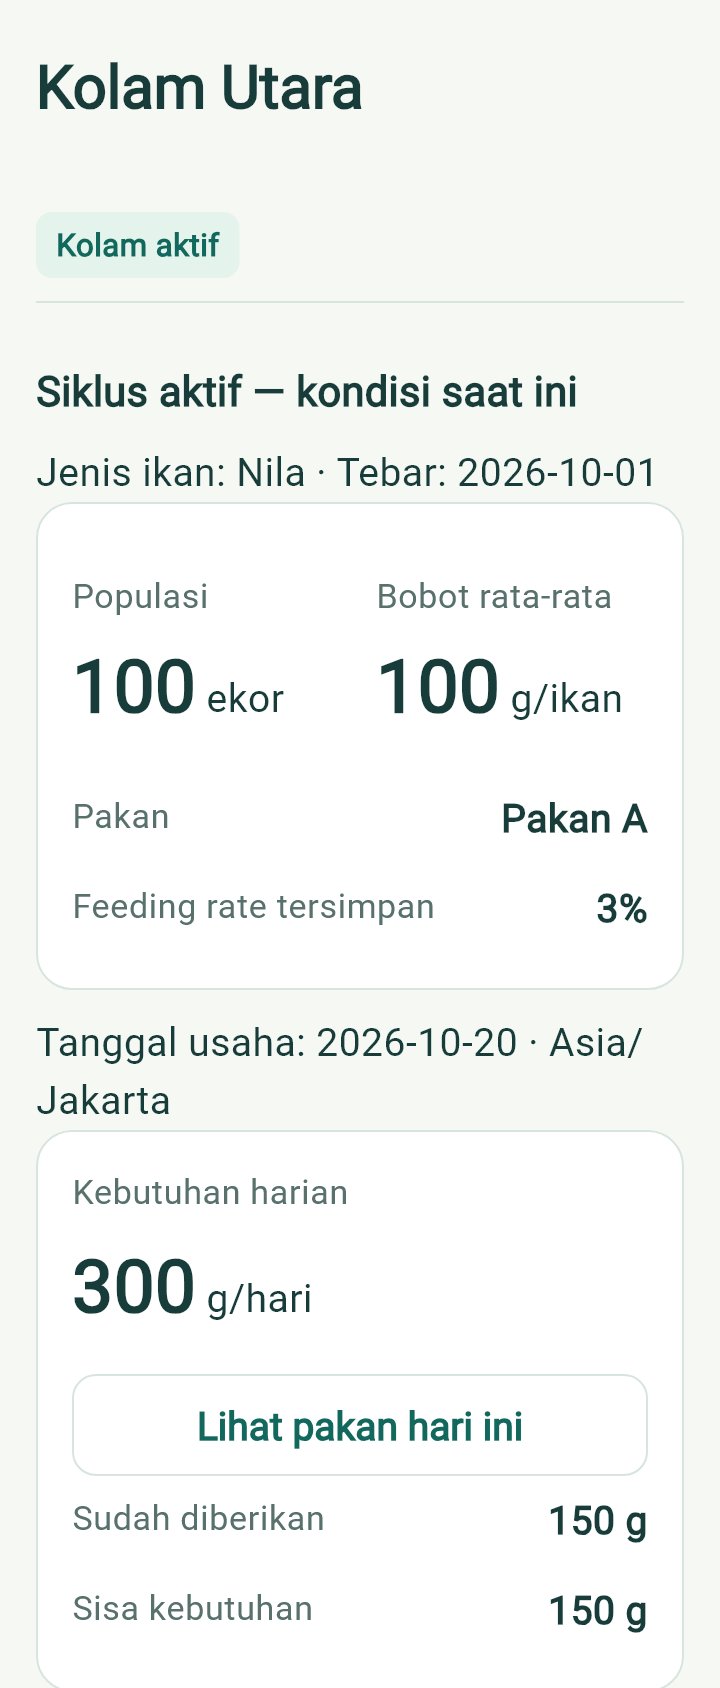 Kolam Utara
Kolam aktif
Siklus aktif — kondisi saat ini
Jenis ikan: Nila · Tebar: 2026-10-01
Populasi
100 ekor
Bobot rata-rata
100 g/ikan
Pakan
Pakan A
Feeding rate tersimpan
3%
Tanggal usaha: 2026-10-20 · Asia/
Jakarta
Kebutuhan harian
300 g/hari
Lihat pakan hari ini
Sudah diberikan
150 g
Sisa kebutuhan
150 g